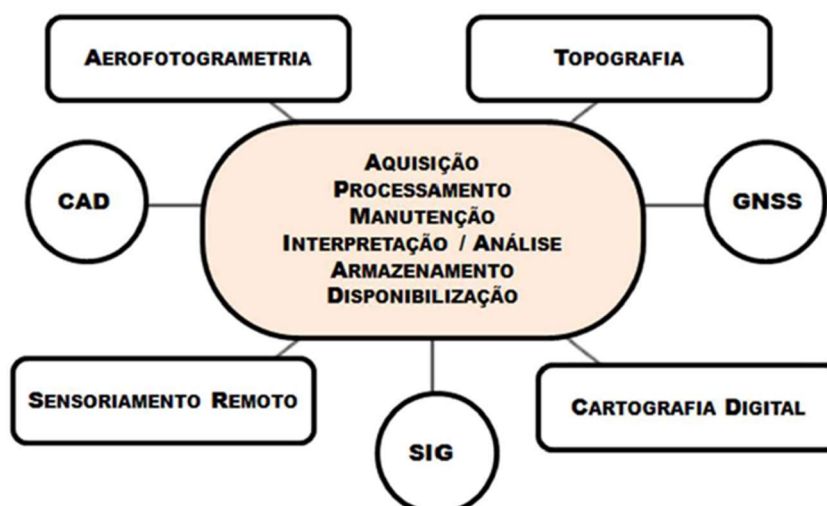 AEROFOTOGRAMETRIA
TOPOGRAFIA
CAD
AQUISIÇÃO
PROCESSAMENTO
MANUTENÇÃO
INTERPRETAÇÃO / ANÁLISE
ARMAZENAMENTO
DISPONIBILIZAÇÃO
GNSS
SENSORIAMENTO REMOTO
SIG
CARTOGRAFIA DIGITAL